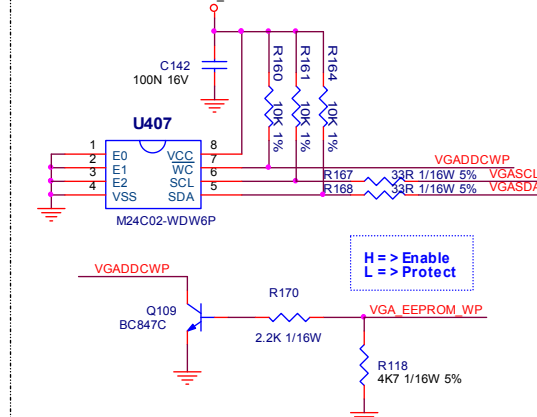 C142
100N 16V
R160
10K 1%
R161
10K 1%
R164
10K 1%
U407
1 E0 VCC 8
2 E1 WC 7
3 E2 SCL 6
4 VSS SDA 5
M24C02-WDW6P
VGADDCWP
R167 33R 1/16W 5% VGASCL
R168 33R 1/16W 5% VGASDA
H = > Enable
L = > Protect
VGADDCWP
Q109
BC847C
R170
2.2K 1/16W
VGA_EEPROM_WP
R118
4K7 1/16W 5%